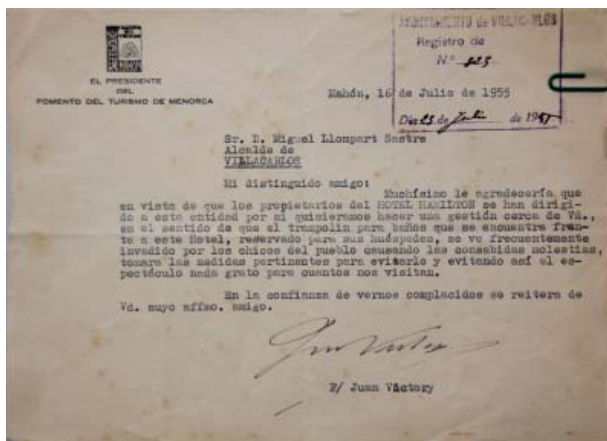 EL PRESIDENTE
DEL
FOMENTO DEL TURISMO DE MENORCA
AYUNTAMIENTO de VILLACARLOS
Registro de
Nº 823
Día 23 de Julio de 195
Mahón, 16 de Julio de 1955
Sr. D. Miguel Llompart Sastre
Alcalde de
VILLACARLOS
Mi distinguido amigo:
Muchísimo le agradecería que
en vista de que los propietarios del HOTEL HAMILTON se han dirigi-
do a esta entidad por si quisieramos hacer una gestión cerca de Vd.,
en el sentido de que el trampolin para baños que se encuentra fren-
te a este Hotel, reservado para sus huéspedes, se ve frecuentemente
invadido por los chicos del pueblo causando las consabidas molestias,
tomara las medidas pertinentes para evitarlo y evitando así el es-
pectáculo nada grato para cuantos nos visitan.
En la confianza de vernos complacidos se reitera de
Vd. suyo affmo. amigo.
F/ Juan Victory